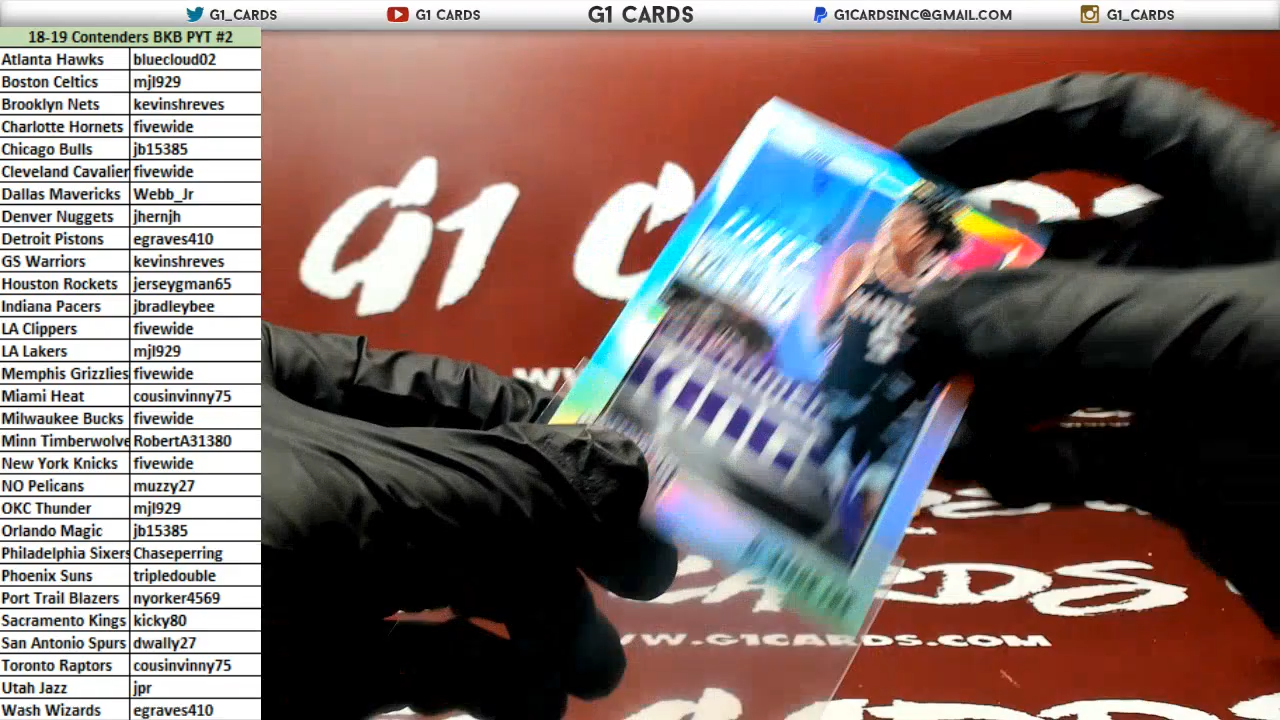 G1_CARDS G1 CARDS G1 CARDS G1CARDSINC@GMAIL.COM G1_CARDS
18-19 Contenders BKB PYT #2
Atlanta Hawks bluecloud02
Boston Celtics mjl929
Brooklyn Nets kevinshreves
Charlotte Hornets fivewide
Chicago Bulls jb15385
Cleveland Cavalier fivewide
Dallas Mavericks Webb_Jr
Denver Nuggets jhernjh
Detroit Pistons egraves410
GS Warriors kevinshreves
Houston Rockets jerseygman65
Indiana Pacers jbradleybee
LA Clippers fivewide
LA Lakers mjl929
Memphis Grizzlies fivewide
Miami Heat cousinvinny75
Milwaukee Bucks fivewide
Minn Timberwolve RobertA31380
New York Knicks fivewide
NO Pelicans muzzy27
OKC Thunder mjl929
Orlando Magic jb15385
Philadelphia Sixers Chaseperring
Phoenix Suns tripledouble
Port Trail Blazers nyorker4569
Sacramento Kings kicky80
San Antonio Spurs dwally27
Toronto Raptors cousinvinny75
Utah Jazz jpr
Wash Wizards egraves410
G1 C
WWW.G1CARDS.COM